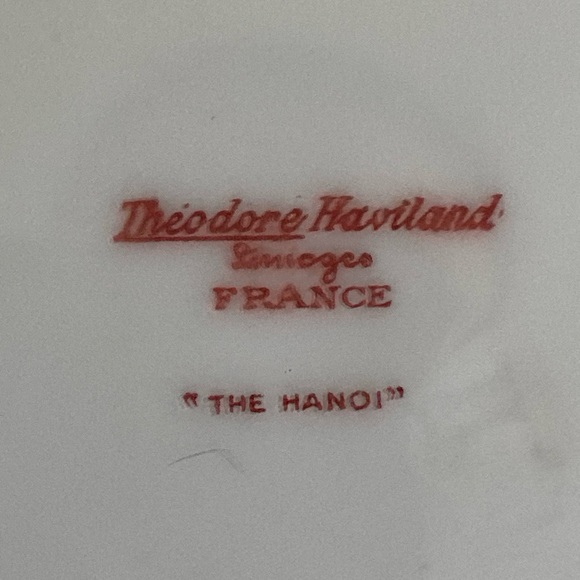 Théodore Haviland
Limoges
FRANCE
"THE HANOI"